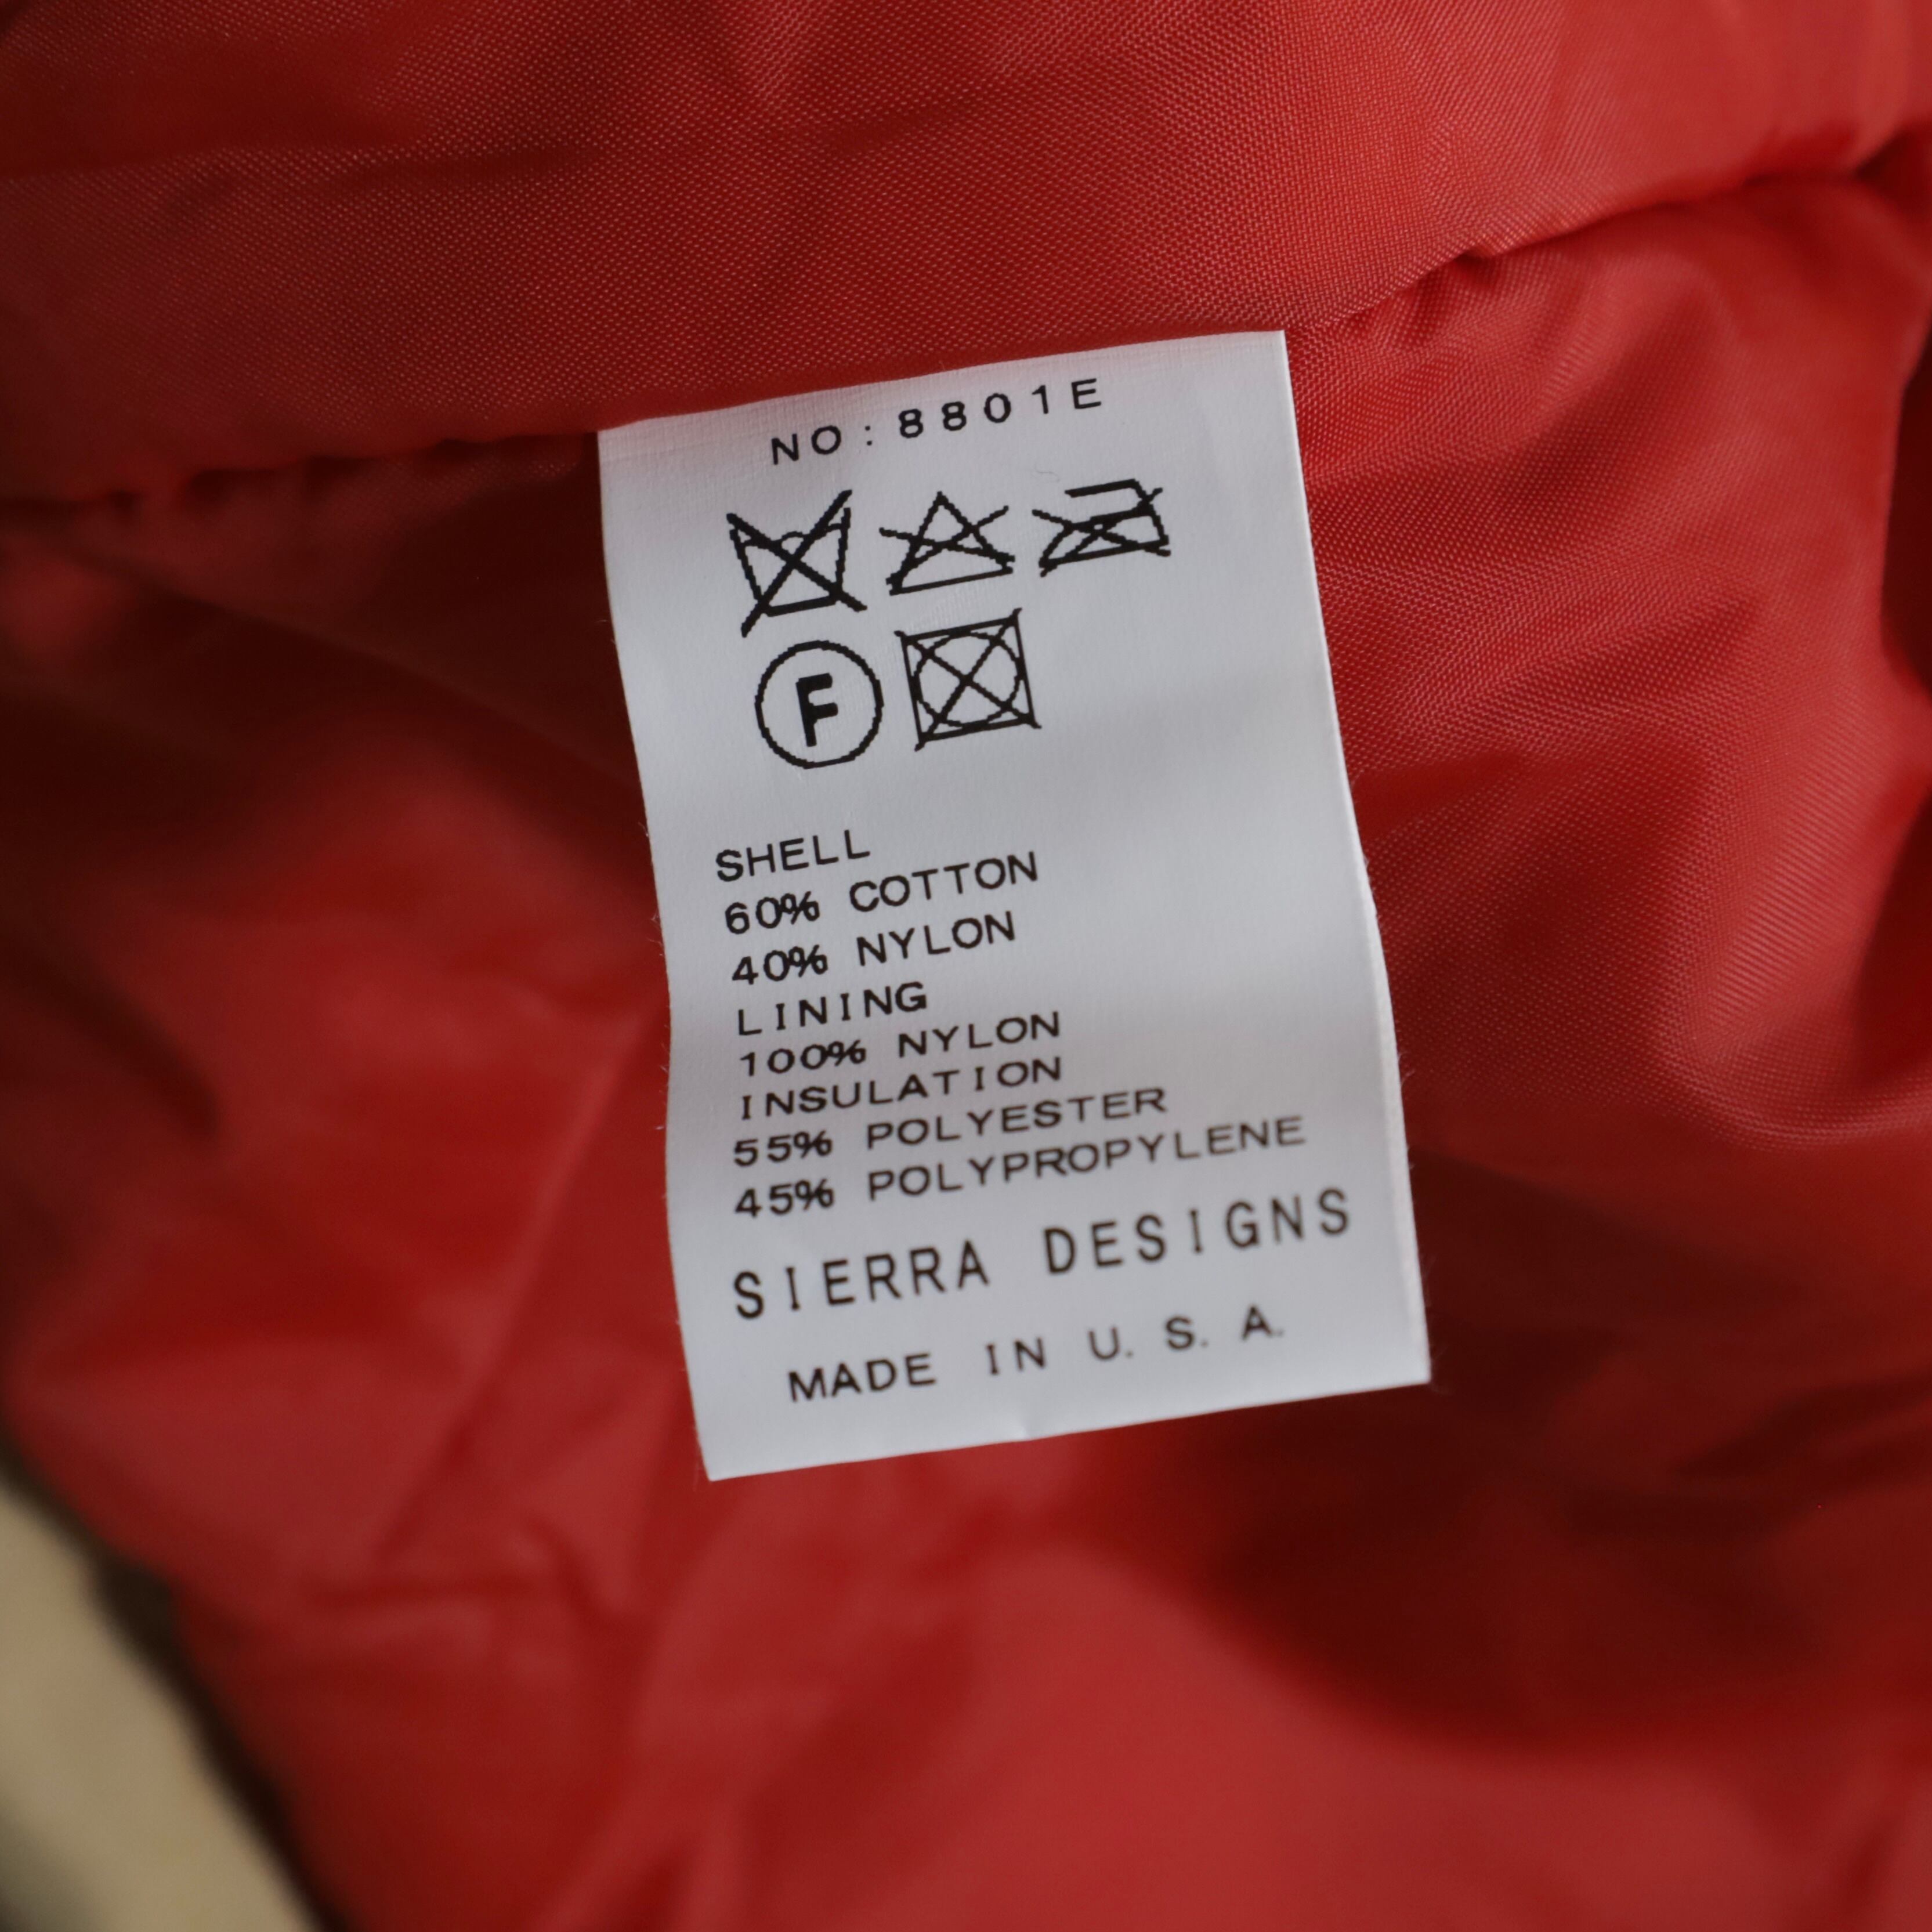 NO:8801E
F
SHELL
60% COTTON
40% NYLON
LINING
100% NYLON
INSULATION
55% POLYESTER
45% POLYPROPYLENE
SIERRA DESIGNS
MADE IN U.S.A.